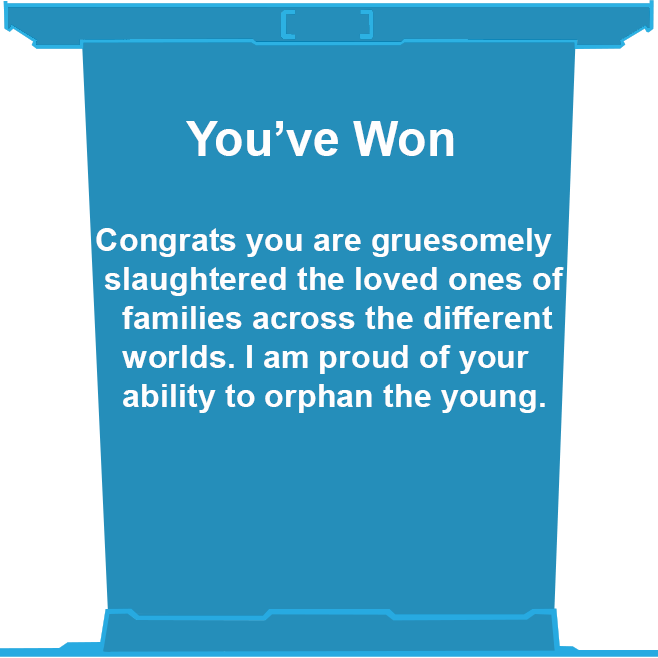 You’ve Won
Congrats you are gruesomely
slaughtered the loved ones of
families across the different
worlds. I am proud of your
ability to orphan the young.